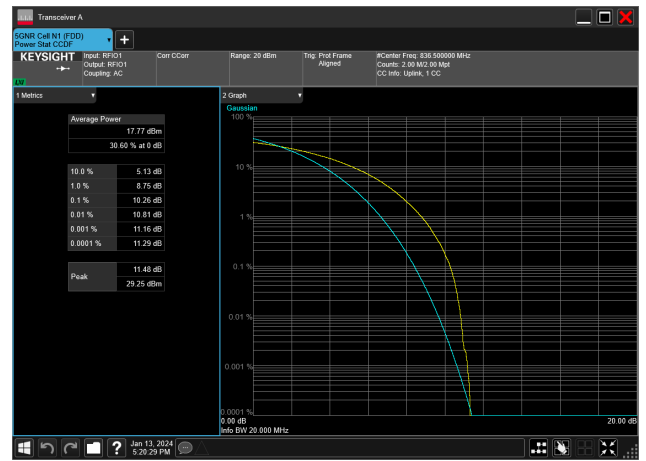 Transceiver A
5GNR Cell N1 (FDD)
Power Stat CCDF
KEYSIGHT
Input: RFIO1
Output: RFIO1
Coupling: AC
Corr CCorr
Range: 20 dBm
Trig: Prot Frame
Aligned
#Center Freq: 836.500000 MHz
Counts: 2.00 M/2.00 Mpt
CC Info: Uplink, 1 CC
LXI
1 Metrics
Average Power
17.77 dBm
30.60 % at 0 dB
10.0 % 5.13 dB
1.0 % 8.75 dB
0.1 % 10.26 dB
0.01 % 10.81 dB
0.001 % 11.16 dB
0.0001 % 11.29 dB
Peak
11.48 dB
29.25 dBm
2 Graph
Gaussian
100 %
10 %
1 %
0.1 %
0.01 %
0.001 %
0.0001 %
0.00 dB
20.00 dB
Info BW 20.000 MHz
Jan 13, 2024
5:20:29 PM